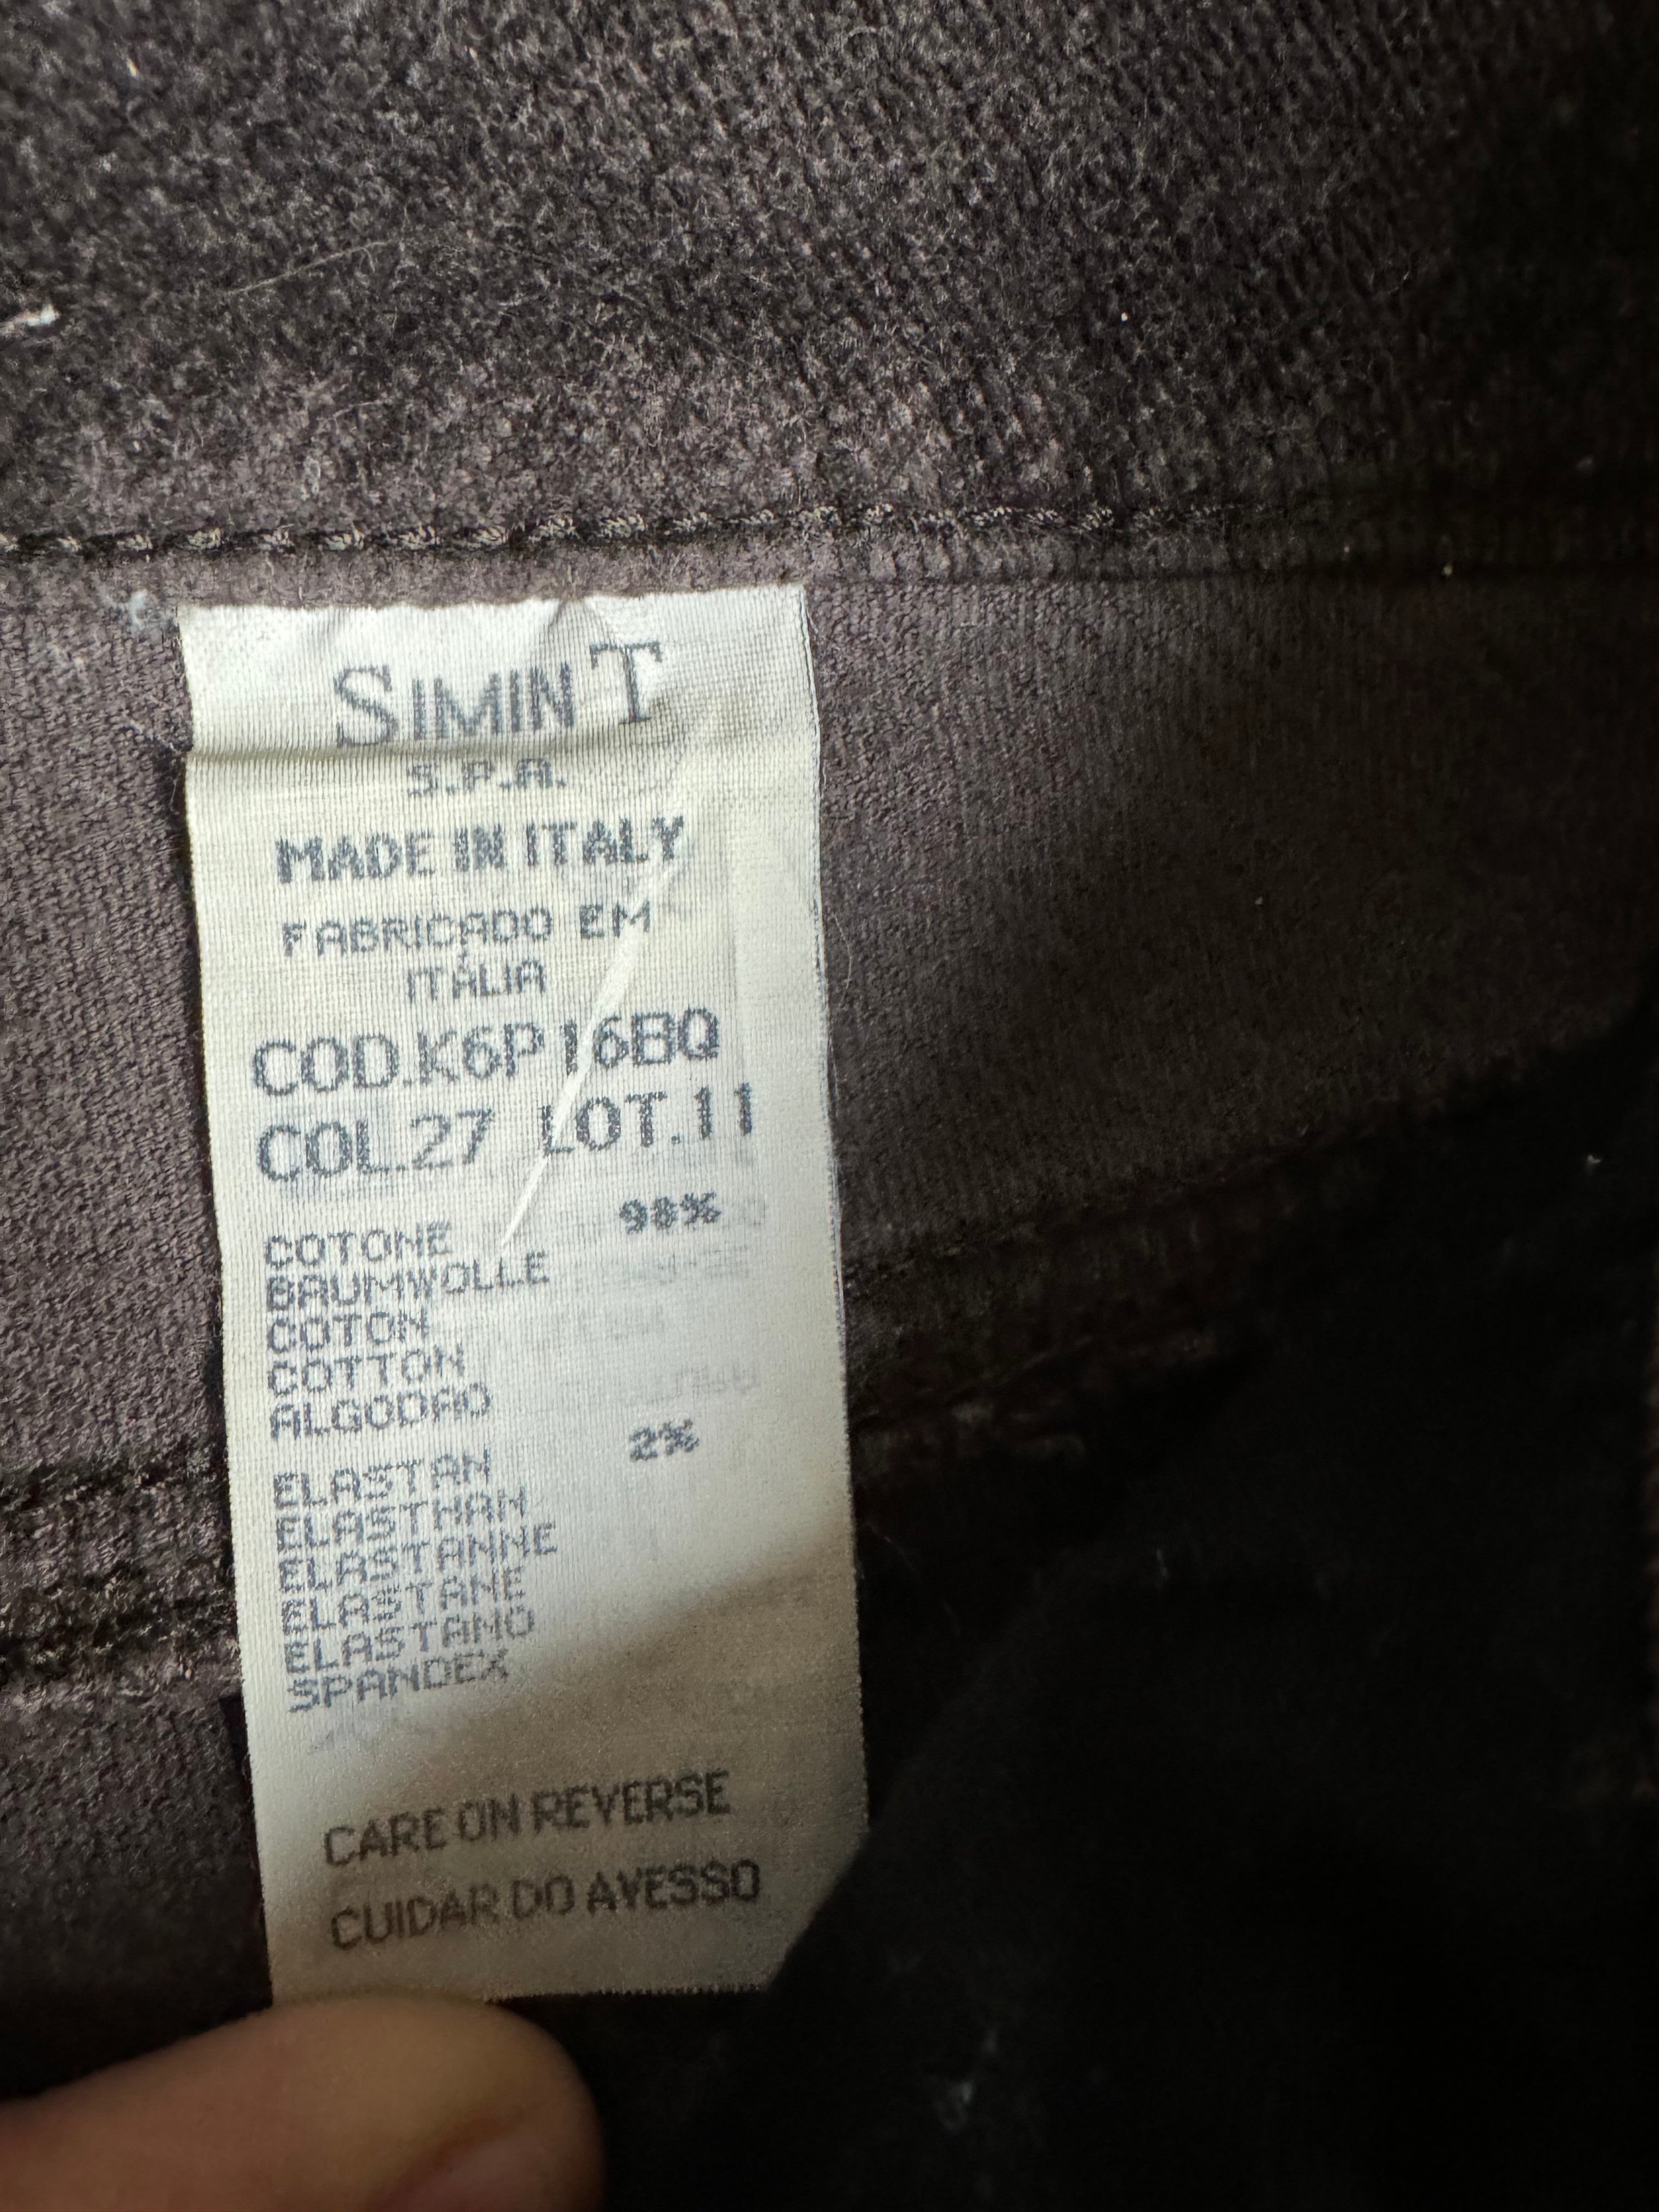 SIMIN T
S.P.A.
MADE IN ITALY
FABRICADO EM
ITÁLIA
COD.K6P16BQ
COL.27 LOT.11
COTONE 98%
BAUMWOLLE
COTON
COTTON
ALGODAO
ELASTAN 2%
ELASTHAN
ELASTANNE
ELASTANE
ELASTANO
SPANDEX
CARE ON REVERSE
CUIDAR DO AVESSO